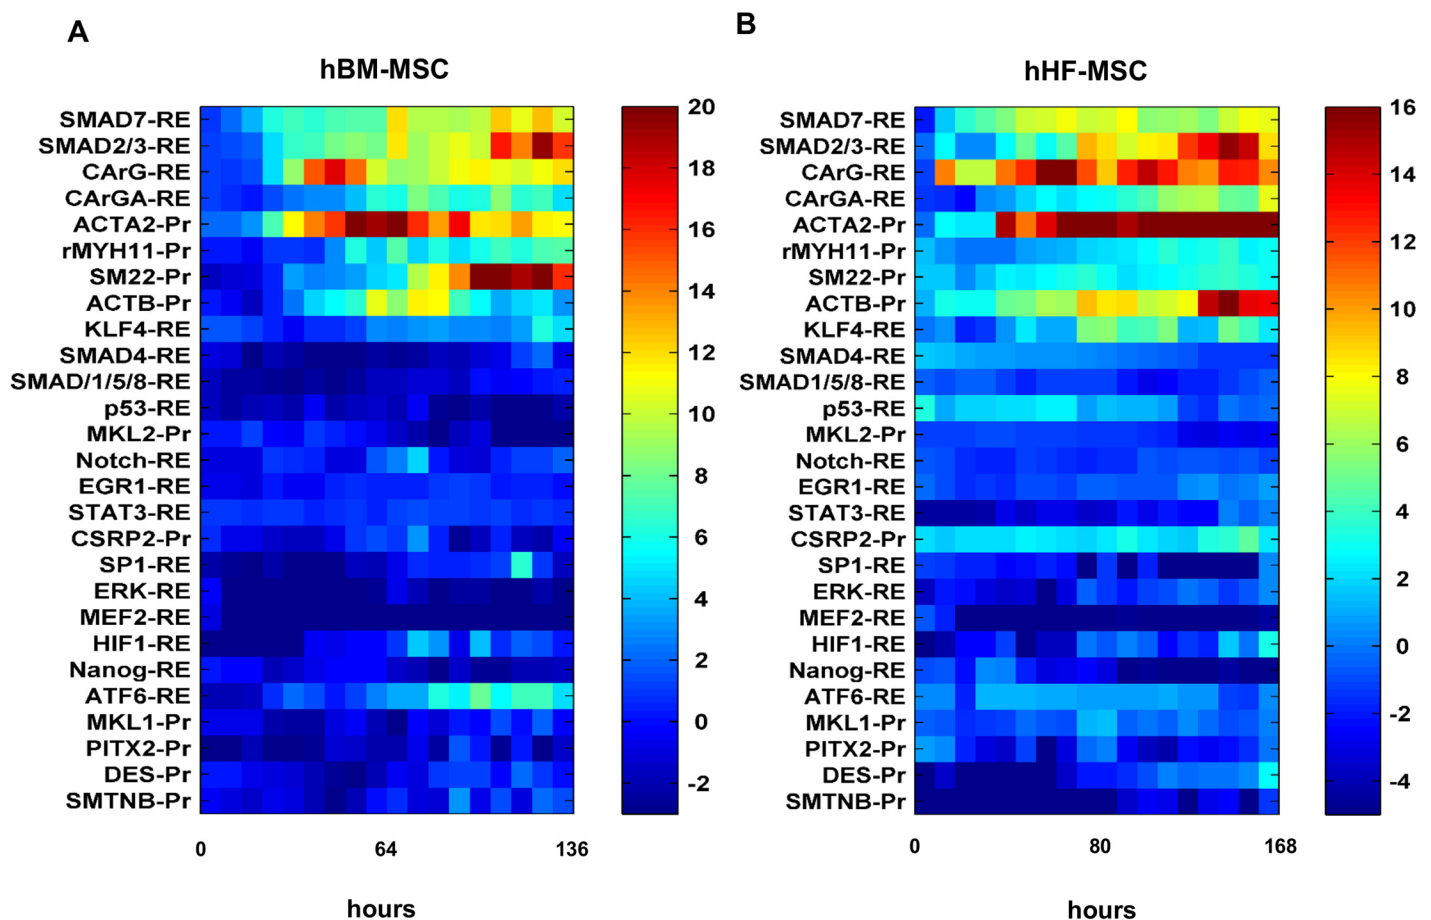 A
hBM-MSC
SMAD7-RE
SMAD2/3-RE
CArG-RE
CArGA-RE
ACTA2-Pr
rMYH11-Pr
SM22-Pr
ACTB-Pr
KLF4-RE
SMAD4-RE
SMAD/1/5/8-RE
p53-RE
MKL2-Pr
Notch-RE
EGR1-RE
STAT3-RE
CSRP2-Pr
SP1-RE
ERK-RE
MEF2-RE
HIF1-RE
Nanog-RE
ATF6-RE
MKL1-Pr
PITX2-Pr
DES-Pr
SMTNB-Pr
0 64 136
hours
20
18
16
14
12
10
8
6
4
2
0
-2
B
hHF-MSC
SMAD7-RE
SMAD2/3-RE
CArG-RE
CArGA-RE
ACTA2-Pr
rMYH11-Pr
SM22-Pr
ACTB-Pr
KLF4-RE
SMAD4-RE
SMAD1/5/8-RE
p53-RE
MKL2-Pr
Notch-RE
EGR1-RE
STAT3-RE
CSRP2-Pr
SP1-RE
ERK-RE
MEF2-RE
HIF1-RE
Nanog-RE
ATF6-RE
MKL1-Pr
PITX2-Pr
DES-Pr
SMTNB-Pr
0 80 168
hours
16
14
12
10
8
6
4
2
0
-2
-4